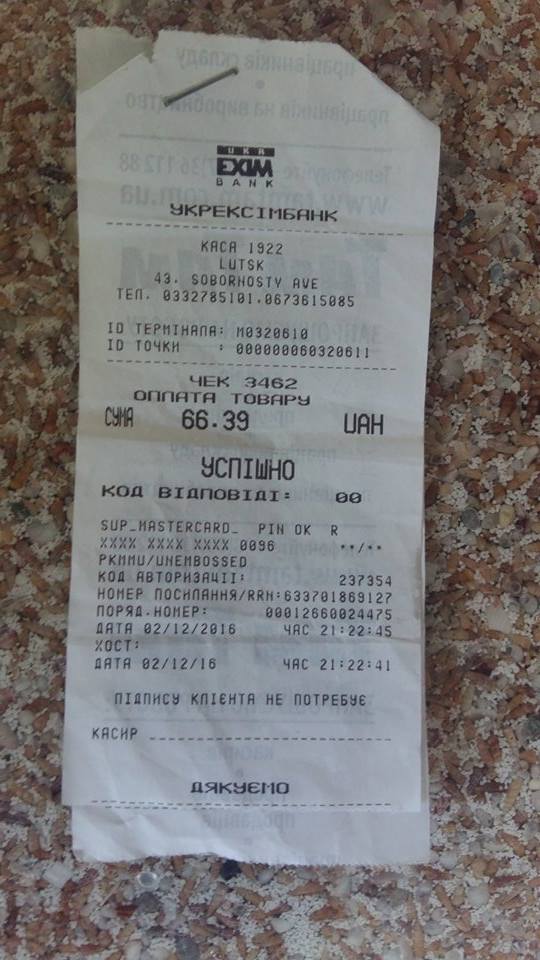 UKR
EXIM
BANK
УКРЕКСІМБАНК
КАСА 1922
LUTSK
43, SOBORNOSTY AVE
ТЕЛ. 0332785101,0673615085
ID ТЕРМІНАЛА: M0320610
ID ТОЧКИ : 000000060320611
ЧЕК 3462
ОПЛАТА ТОВАРУ
СУМА 66.39 UAH
УСПІШНО
КОД ВІДПОВІДІ: 00
SUP_MASTERCARD_ PIN OK R
XXXX XXXX XXXX 0096 **/**
PKMMU/UNEMBOSSED
КОД АВТОРИЗАЦІІ: 237354
НОМЕР ПОСИЛАННЯ/RRN:633701869127
ПОРЯД.НОМЕР: 00012660024475
ДАТА 02/12/2016 ЧАС 21:22:45
ХОСТ:
ДАТА 02/12/16 ЧАС 21:22:41
ПІДПИСУ КЛІЄНТА НЕ ПОТРЕБУЄ
КАСИР
ДЯКУЄМО